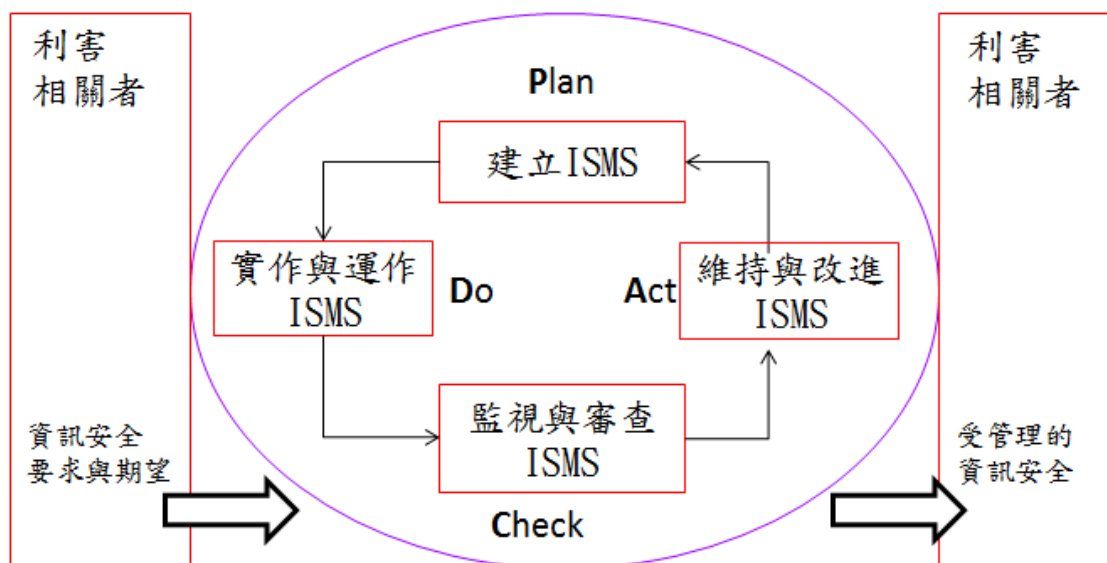 利害
相關者
資訊安全
要求與期望
Plan
建立ISMS
實作與運作
ISMS
Do
Act
維持與改進
ISMS
監視與審查
ISMS
Check
利害
相關者
受管理的
資訊安全